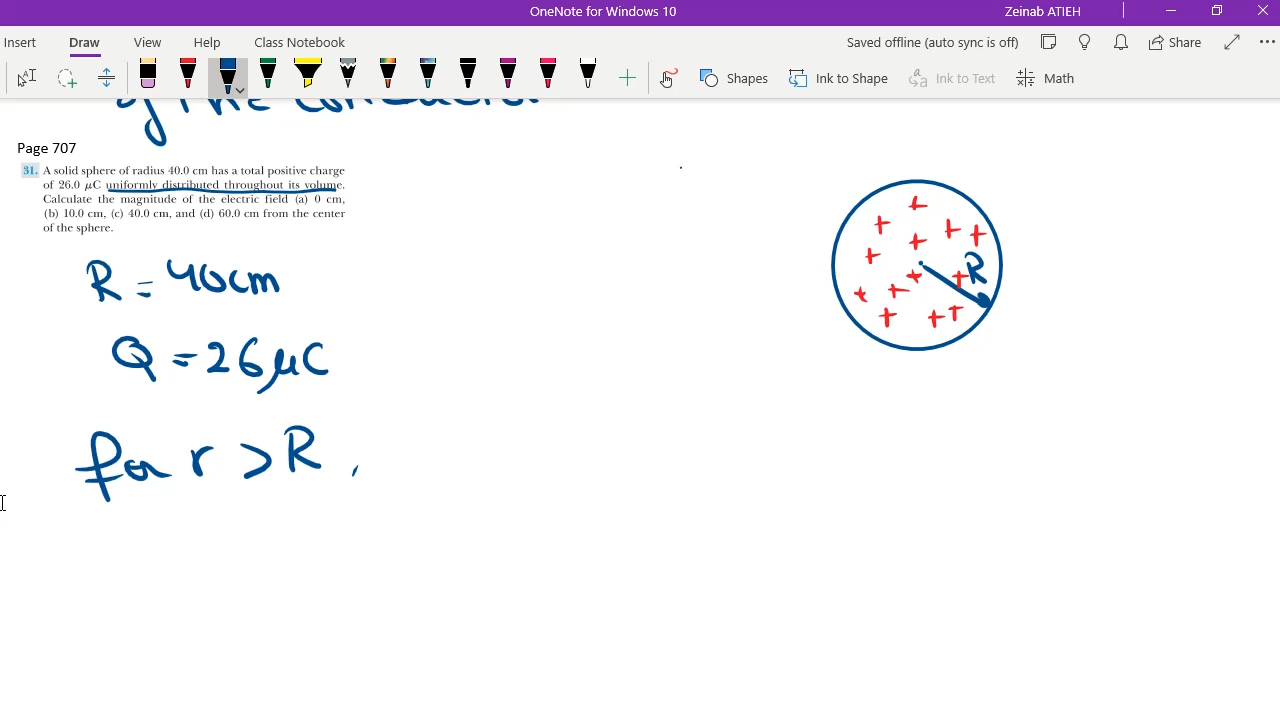 OneNote for Windows 10
Zeinab ATIEH
Insert Draw View Help Class Notebook
Saved offline (auto sync is off) Share
Shapes Ink to Shape Ink to Text Math
of the conductor
Page 707
31. A solid sphere of radius 40.0 cm has a total positive charge
of 26.0 μC uniformly distributed throughout its volume.
Calculate the magnitude of the electric field (a) 0 cm,
(b) 10.0 cm, (c) 40.0 cm, and (d) 60.0 cm from the center
of the sphere.
R = 40cm
Q = 26μC
for r > R,
R